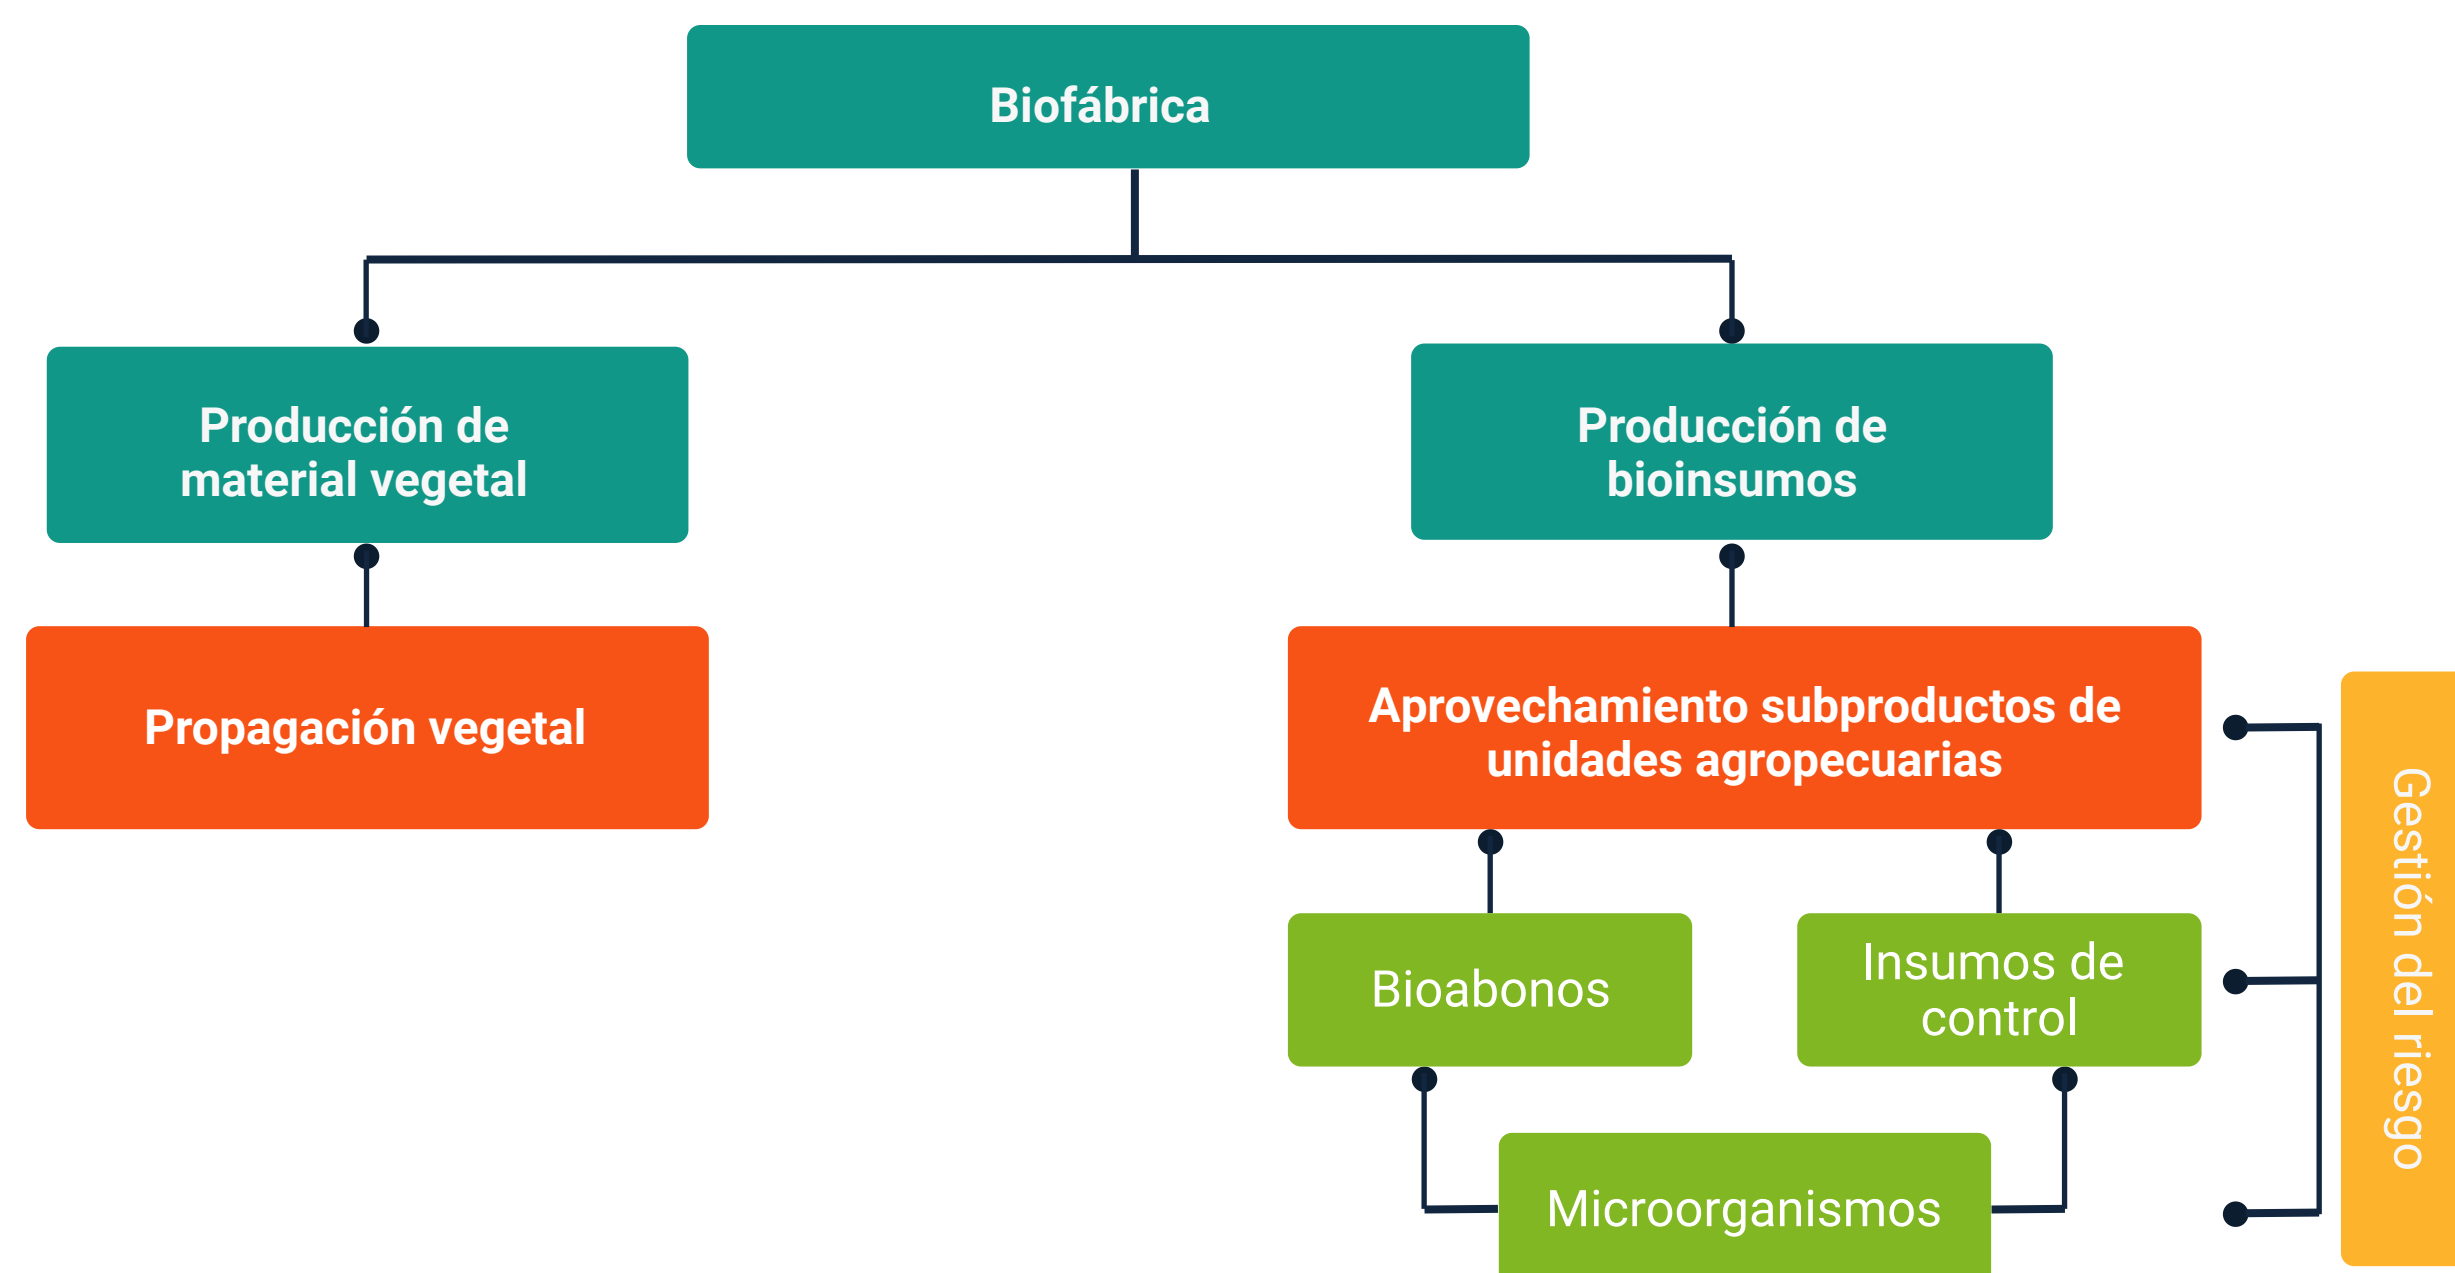 Biofábrica
Producción de
material vegetal
Producción de
bioinsumos
Propagación vegetal
Aprovechamiento subproductos de
unidades agropecuarias
Bioabonos
Insumos de
control
Microorganismos
Gestión del riesgo